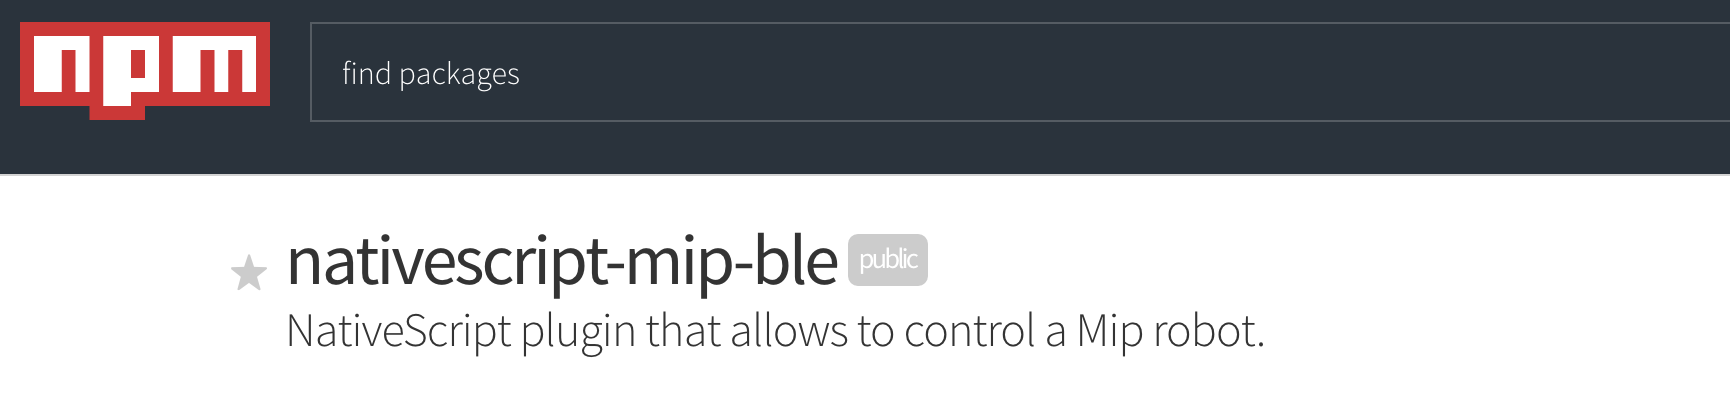 npm
find packages
nativescript-mip-ble public
NativeScript plugin that allows to control a Mip robot.